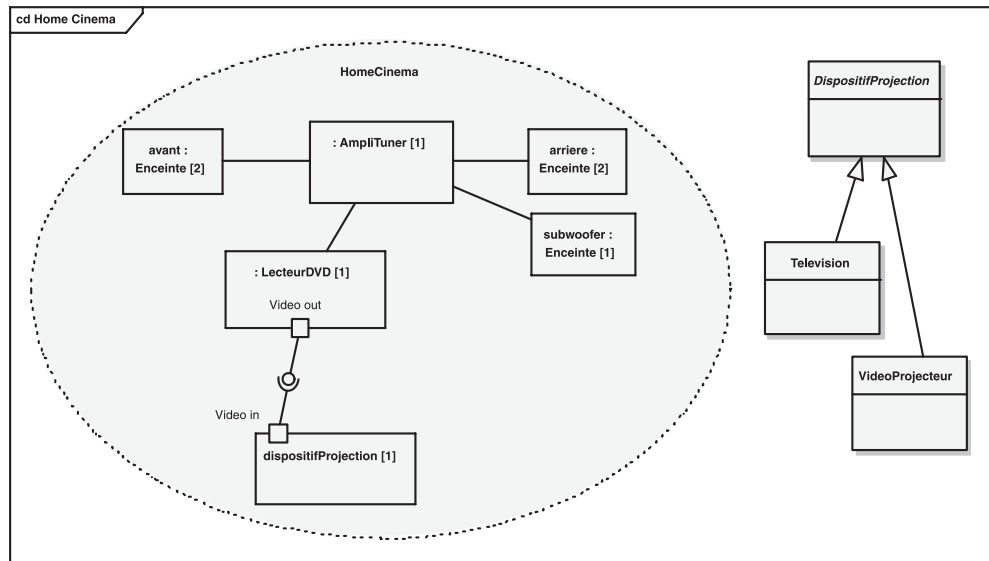 cd Home Cinema
HomeCinema
avant :
Enceinte [2]
: AmpliTuner [1]
arriere :
Enceinte [2]
subwoofer :
Enceinte [1]
: LecteurDVD [1]
Video out
Video in
dispositifProjection [1]
DispositifProjection
Television
VideoProjecteur